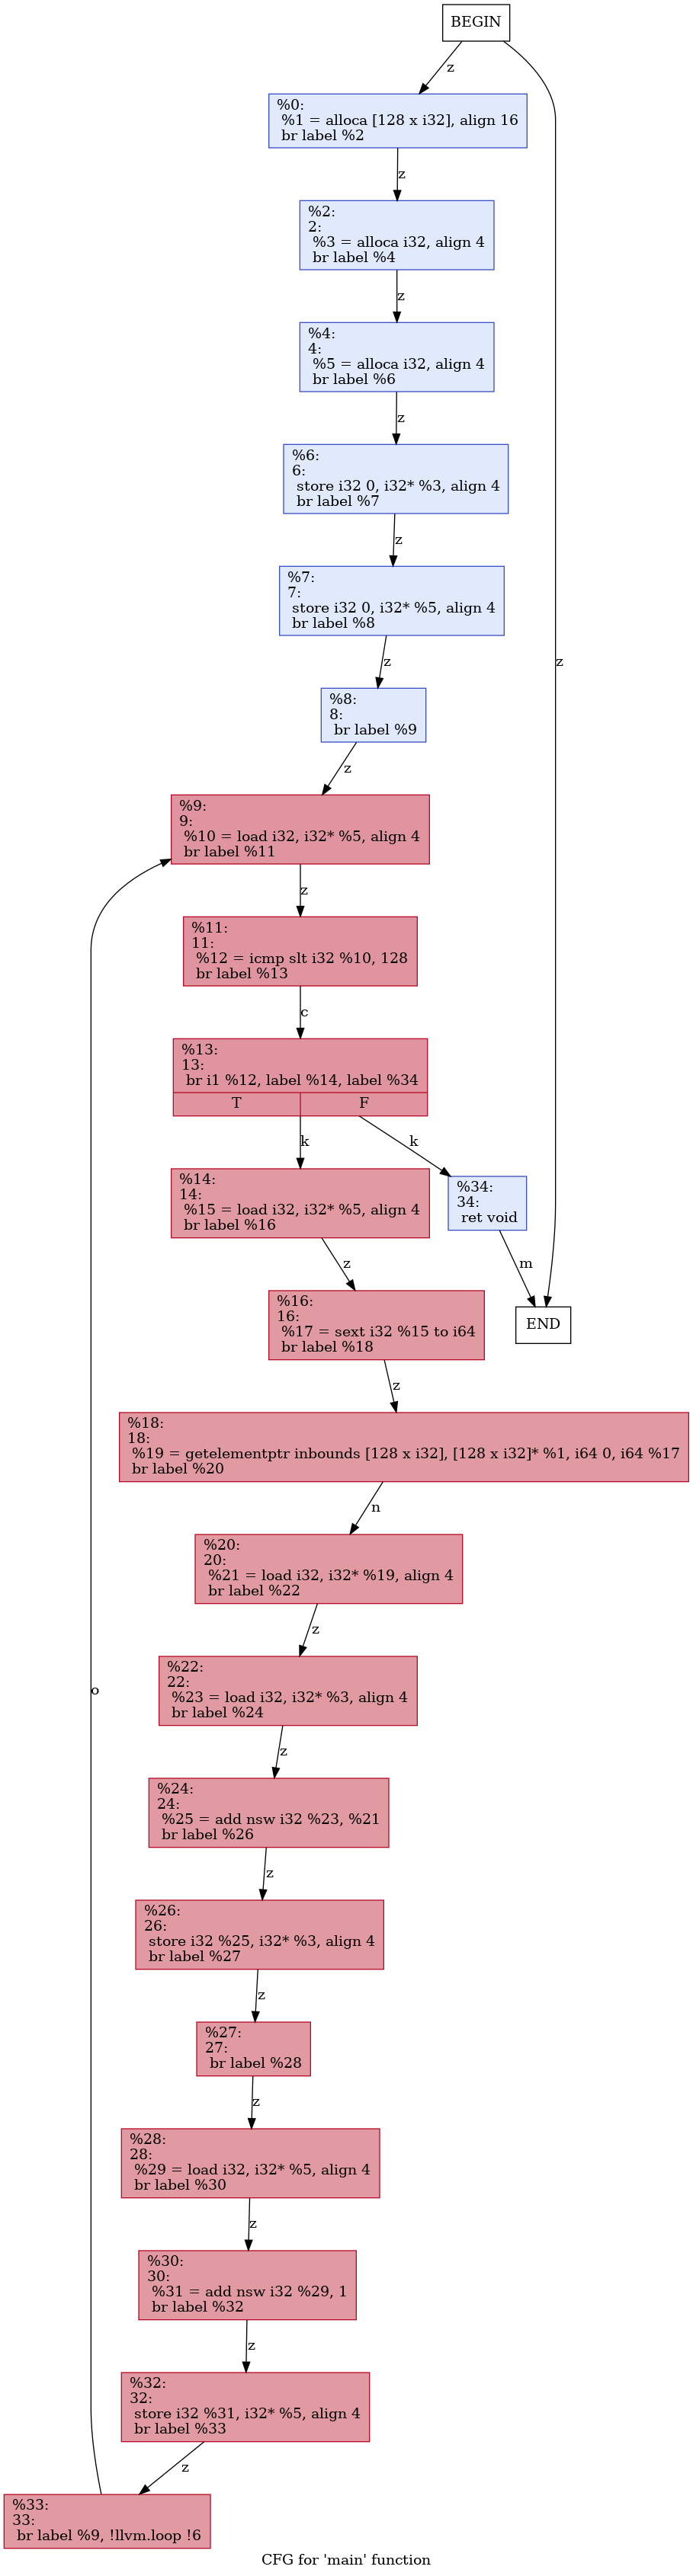 BEGIN
z
%0:
%1 = alloca [128 x i32], align 16
br label %2
z
%2:
2:
%3 = alloca i32, align 4
br label %4
z
%4:
4:
%5 = alloca i32, align 4
br label %6
z
%6:
6:
store i32 0, i32* %3, align 4
br label %7
z
%7:
7:
store i32 0, i32* %5, align 4
br label %8
z
z
%8:
8:
br label %9
z
%9:
9:
%10 = load i32, i32* %5, align 4
br label %11
z
%11:
11:
%12 = icmp slt i32 %10, 128
br label %13
c
%13:
13:
br i1 %12, label %14, label %34
T F
k k
%14:
14:
%15 = load i32, i32* %5, align 4
br label %16
%34:
34:
ret void
z
m
%16:
16:
%17 = sext i32 %15 to i64
br label %18
END
z
%18:
18:
%19 = getelementptr inbounds [128 x i32], [128 x i32]* %1, i64 0, i64 %17
br label %20
n
%20:
20:
%21 = load i32, i32* %19, align 4
br label %22
z
%22:
22:
%23 = load i32, i32* %3, align 4
br label %24
o
z
%24:
24:
%25 = add nsw i32 %23, %21
br label %26
z
%26:
26:
store i32 %25, i32* %3, align 4
br label %27
z
%27:
27:
br label %28
z
%28:
28:
%29 = load i32, i32* %5, align 4
br label %30
z
%30:
30:
%31 = add nsw i32 %29, 1
br label %32
z
%32:
32:
store i32 %31, i32* %5, align 4
br label %33
z
%33:
33:
br label %9, !llvm.loop !6
CFG for 'main' function